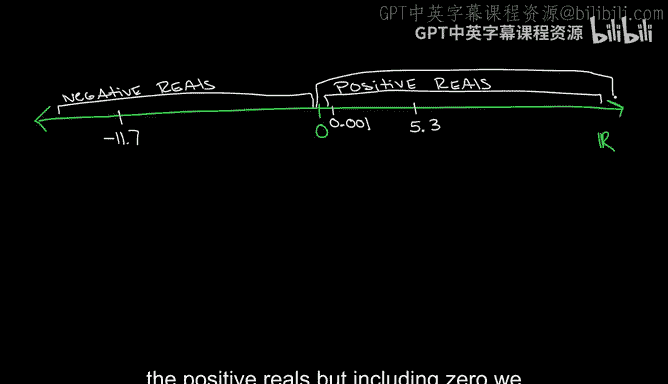 GPT中英字幕课程资源@bilibili.com
GPT中英字幕课程资源 bilibili
NEGATIVE REALS POSITIVE REALS
-11.7 0 0.001 5.3 ℝ
the positive reals but including zero we